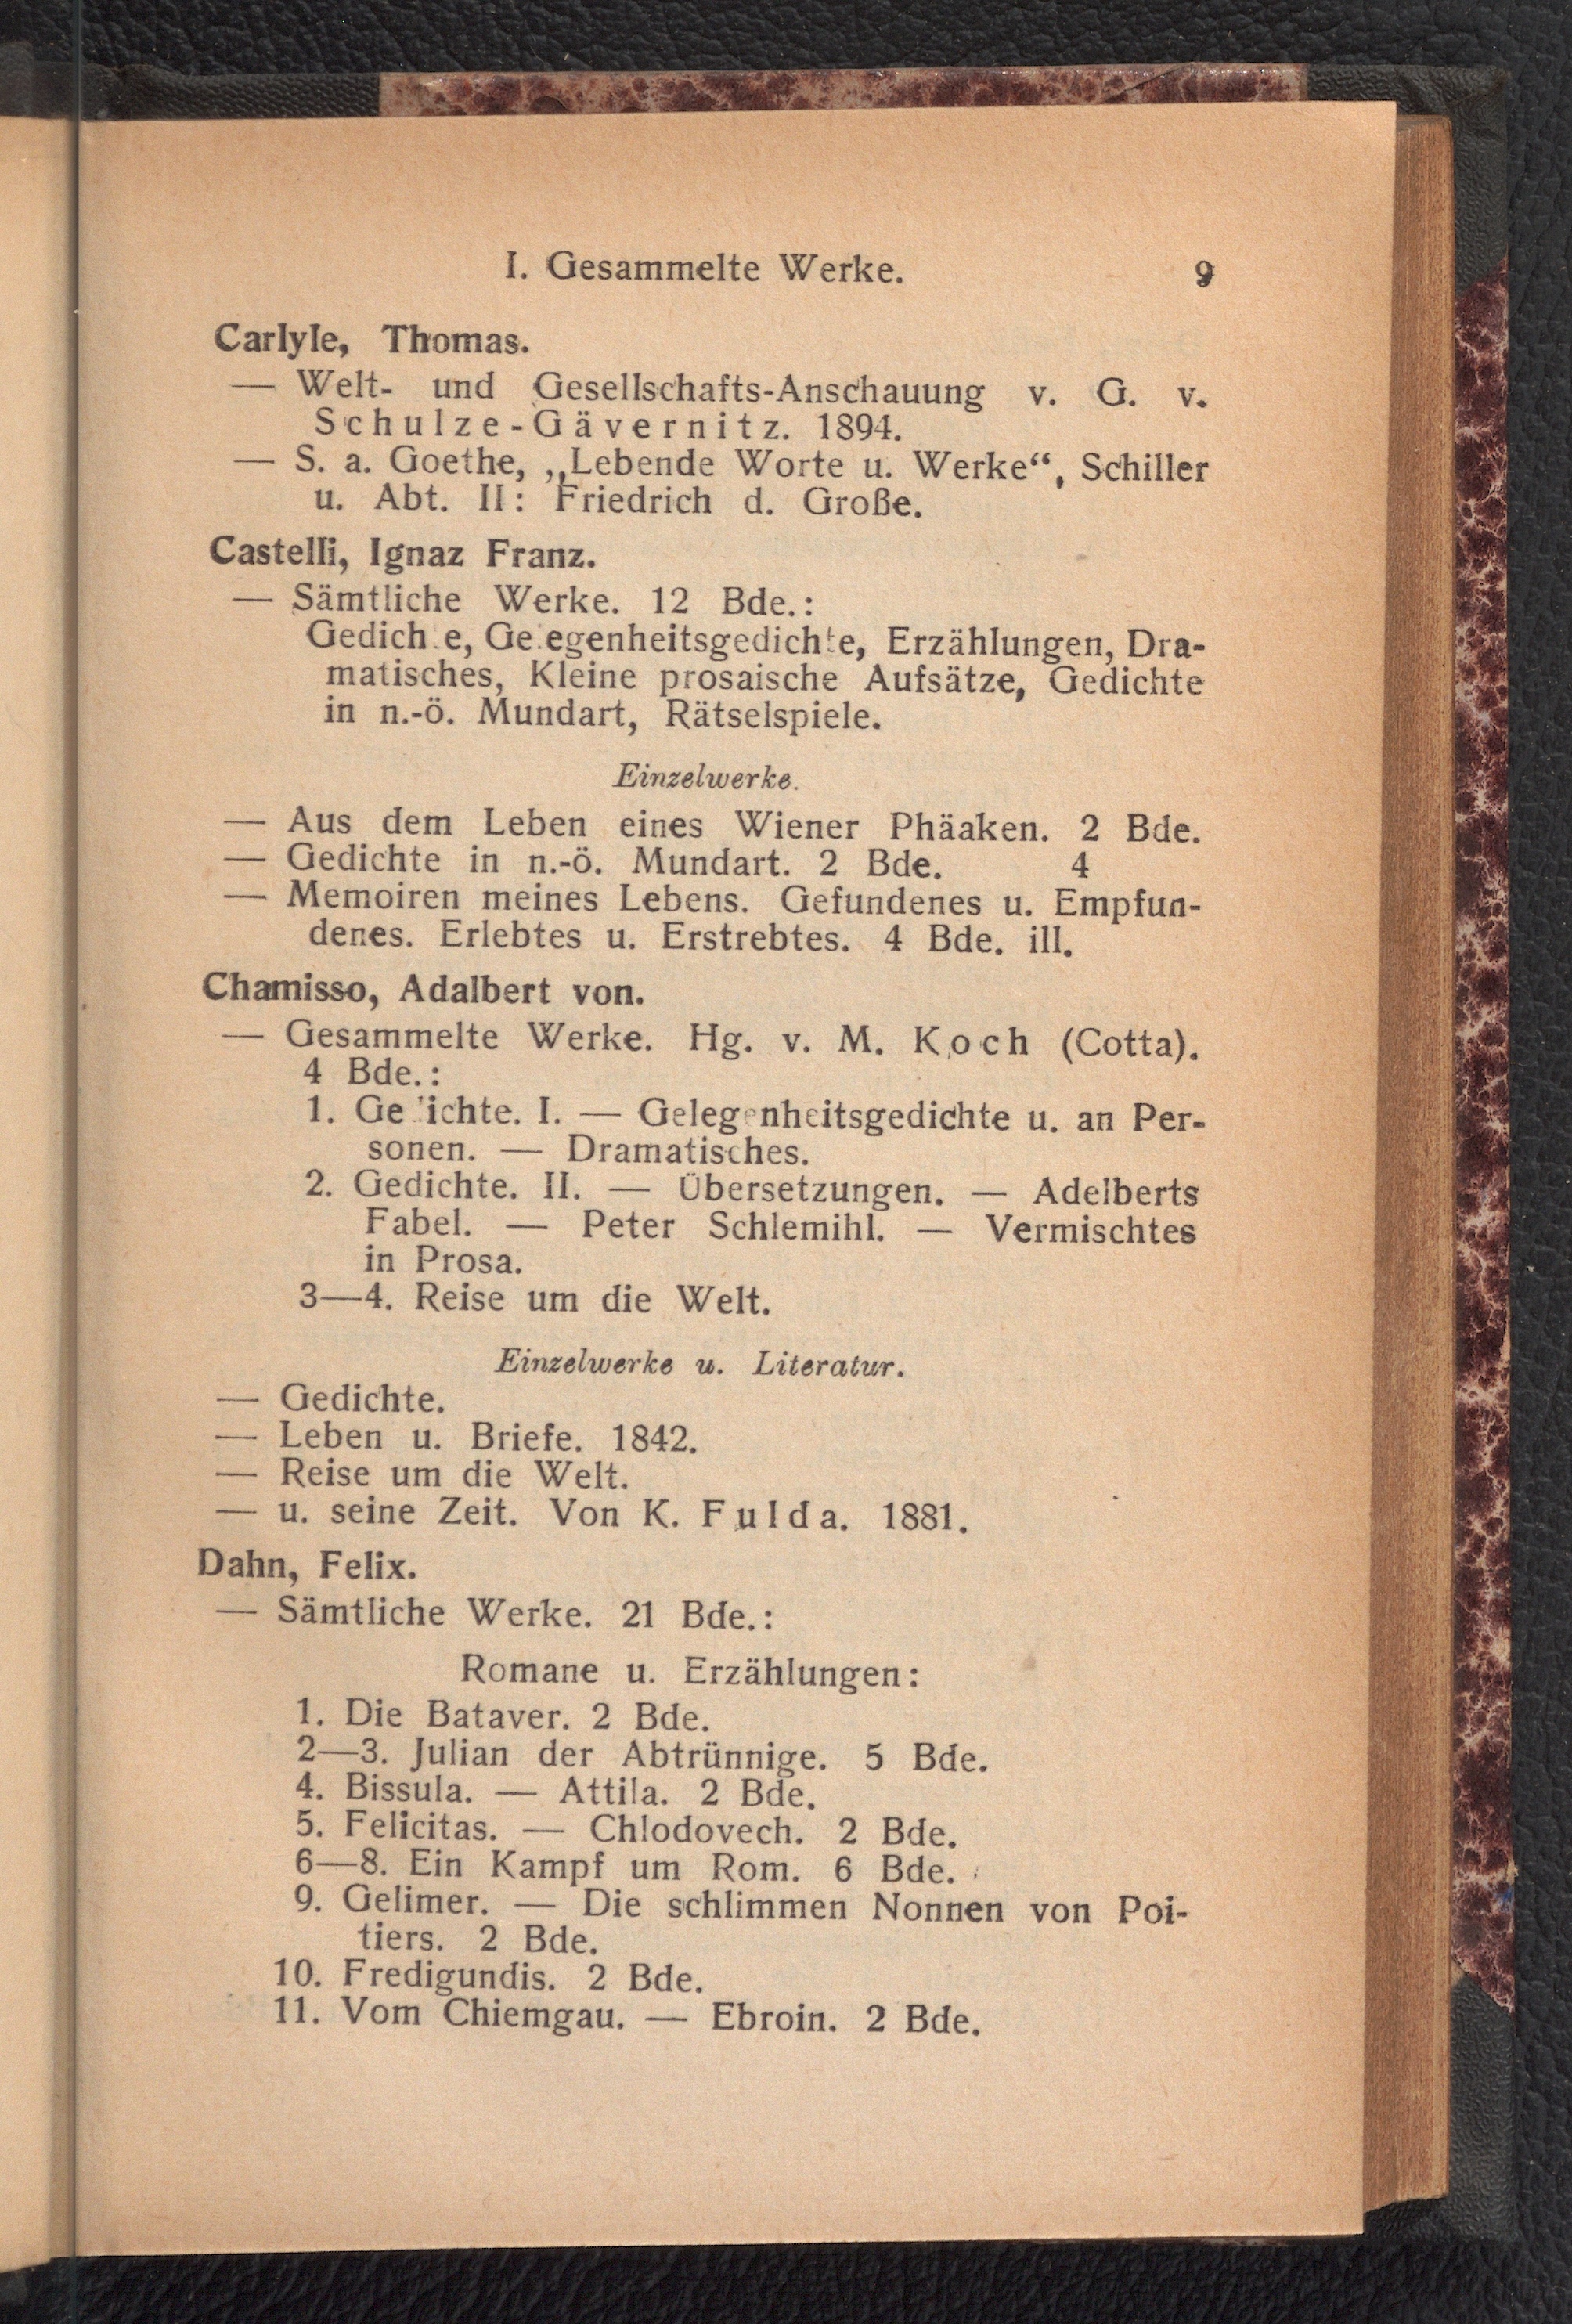 I. Gesammelte Werke. 9
Carlyle, Thomas.
— Welt- und Gesellschafts-Anschauung v. G. v.
Schulze-Gävernitz. 1894.
— S. a. Goethe, „Lebende Worte u. Werke“, Schiller
u. Abt. II: Friedrich d. Große.
Castelli, Ignaz Franz.
— Sämtliche Werke. 12 Bde.:
Gedichte, Gelegenheitsgedichte, Erzählungen, Dra-
matisches, Kleine prosaische Aufsätze, Gedichte
in n.-ö. Mundart, Rätselspiele.
Einzelwerke.
— Aus dem Leben eines Wiener Phäaken. 2 Bde.
— Gedichte in n.-ö. Mundart. 2 Bde. 4
— Memoiren meines Lebens. Gefundenes u. Empfun-
denes. Erlebtes u. Erstrebtes. 4 Bde. ill.
Chamisso, Adalbert von.
— Gesammelte Werke. Hg. v. M. Koch (Cotta).
4 Bde.:
1. Gedichte. I. — Gelegenheitsgedichte u. an Per-
sonen. — Dramatisches.
2. Gedichte. II. — Übersetzungen. — Adelberts
Fabel. — Peter Schlemihl. — Vermischtes
in Prosa.
3—4. Reise um die Welt.
Einzelwerke u. Literatur.
— Gedichte.
— Leben u. Briefe. 1842.
— Reise um die Welt.
— u. seine Zeit. Von K. Fulda. 1881.
Dahn, Felix.
— Sämtliche Werke. 21 Bde.:
Romane u. Erzählungen:
1. Die Bataver. 2 Bde.
2—3. Julian der Abtrünnige. 5 Bde.
4. Bissula. — Attila. 2 Bde.
5. Felicitas. — Chlodovech. 2 Bde.
6—8. Ein Kampf um Rom. 6 Bde.
9. Gelimer. — Die schlimmen Nonnen von Poi-
tiers. 2 Bde.
10. Fredigundis. 2 Bde.
11. Vom Chiemgau. — Ebroin. 2 Bde.